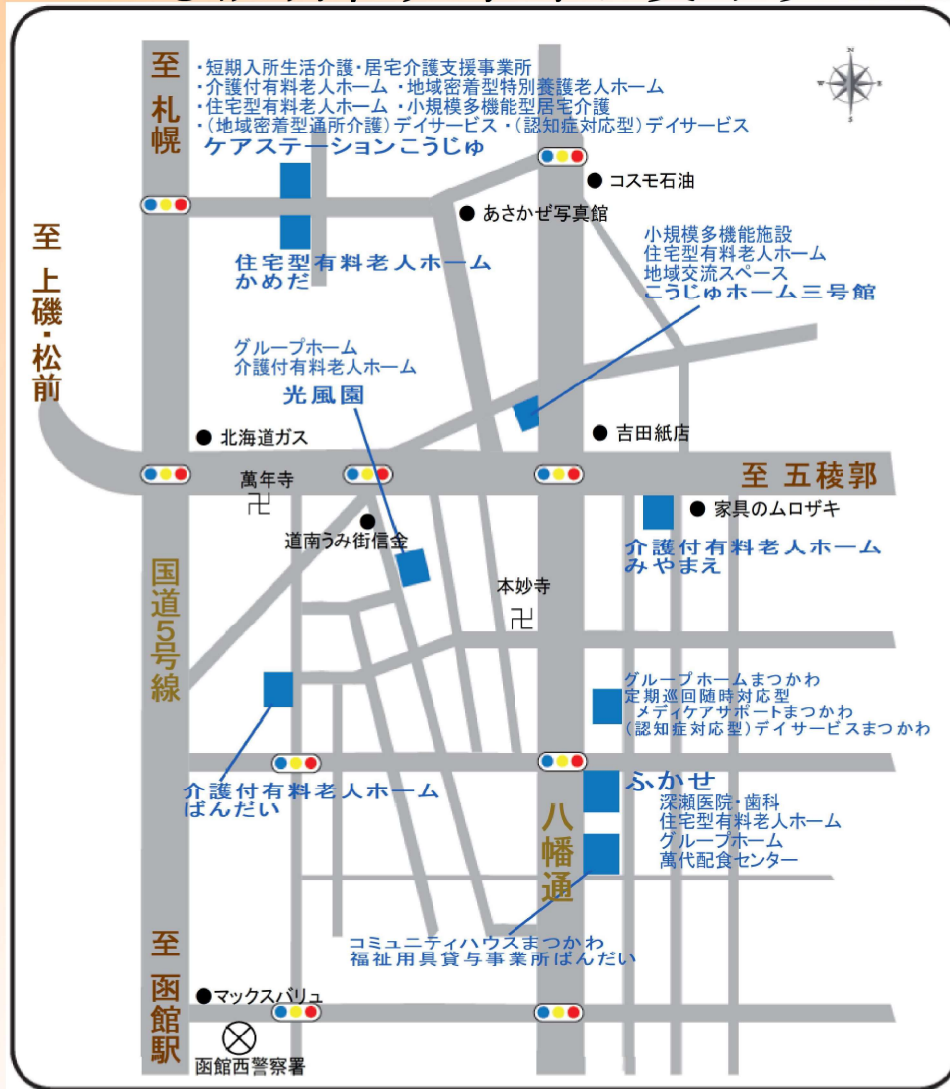 至 札幌
・短期入所生活介護・居宅介護支援事業所
・介護付有料老人ホーム ・地域密着型特別養護老人ホーム
・住宅型有料老人ホーム ・小規模多機能型居宅介護
・(地域密着型通所介護)デイサービス ・(認知症対応型)デイサービス
ケアステーションこうじゅ
N
W
E
S
コスモ石油
あさかぜ写真館
至 上磯・松前
住宅型有料老人ホーム
かめだ
小規模多機能施設
住宅型有料老人ホーム
地域交流スペース
こうじゅホーム三号館
グループホーム
介護付有料老人ホーム
光風園
北海道ガス
吉田紙店
萬年寺
卍
至 五稜郭
道南うみ街信金
家具のムロザキ
介護付有料老人ホーム
みやまえ
国道5号線
本妙寺
卍
グループホームまつかわ
定期巡回随時対応型
メディケアサポートまつかわ
(認知症対応型)デイサービスまつかわ
介護付有料老人ホーム
ばんだい
八幡通
ふかせ
深瀬医院・歯科
住宅型有料老人ホーム
グループホーム
萬代配食センター
コミュニティハウスまつかわ
福祉用具貸与事業所ばんだい
至 函館駅
マックスバリュ
函館西警察署